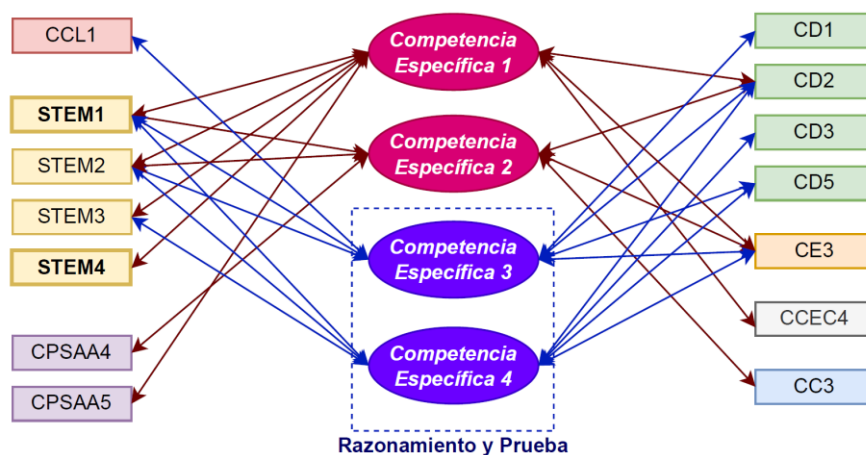 CCL1
STEM1
STEM2
STEM3
STEM4
CPSAA4
CPSAA5
Competencia
Específica 1
Competencia
Específica 2
Competencia
Específica 3
Competencia
Específica 4
Razonamiento y Prueba
CD1
CD2
CD3
CD5
CE3
CCEC4
CC3